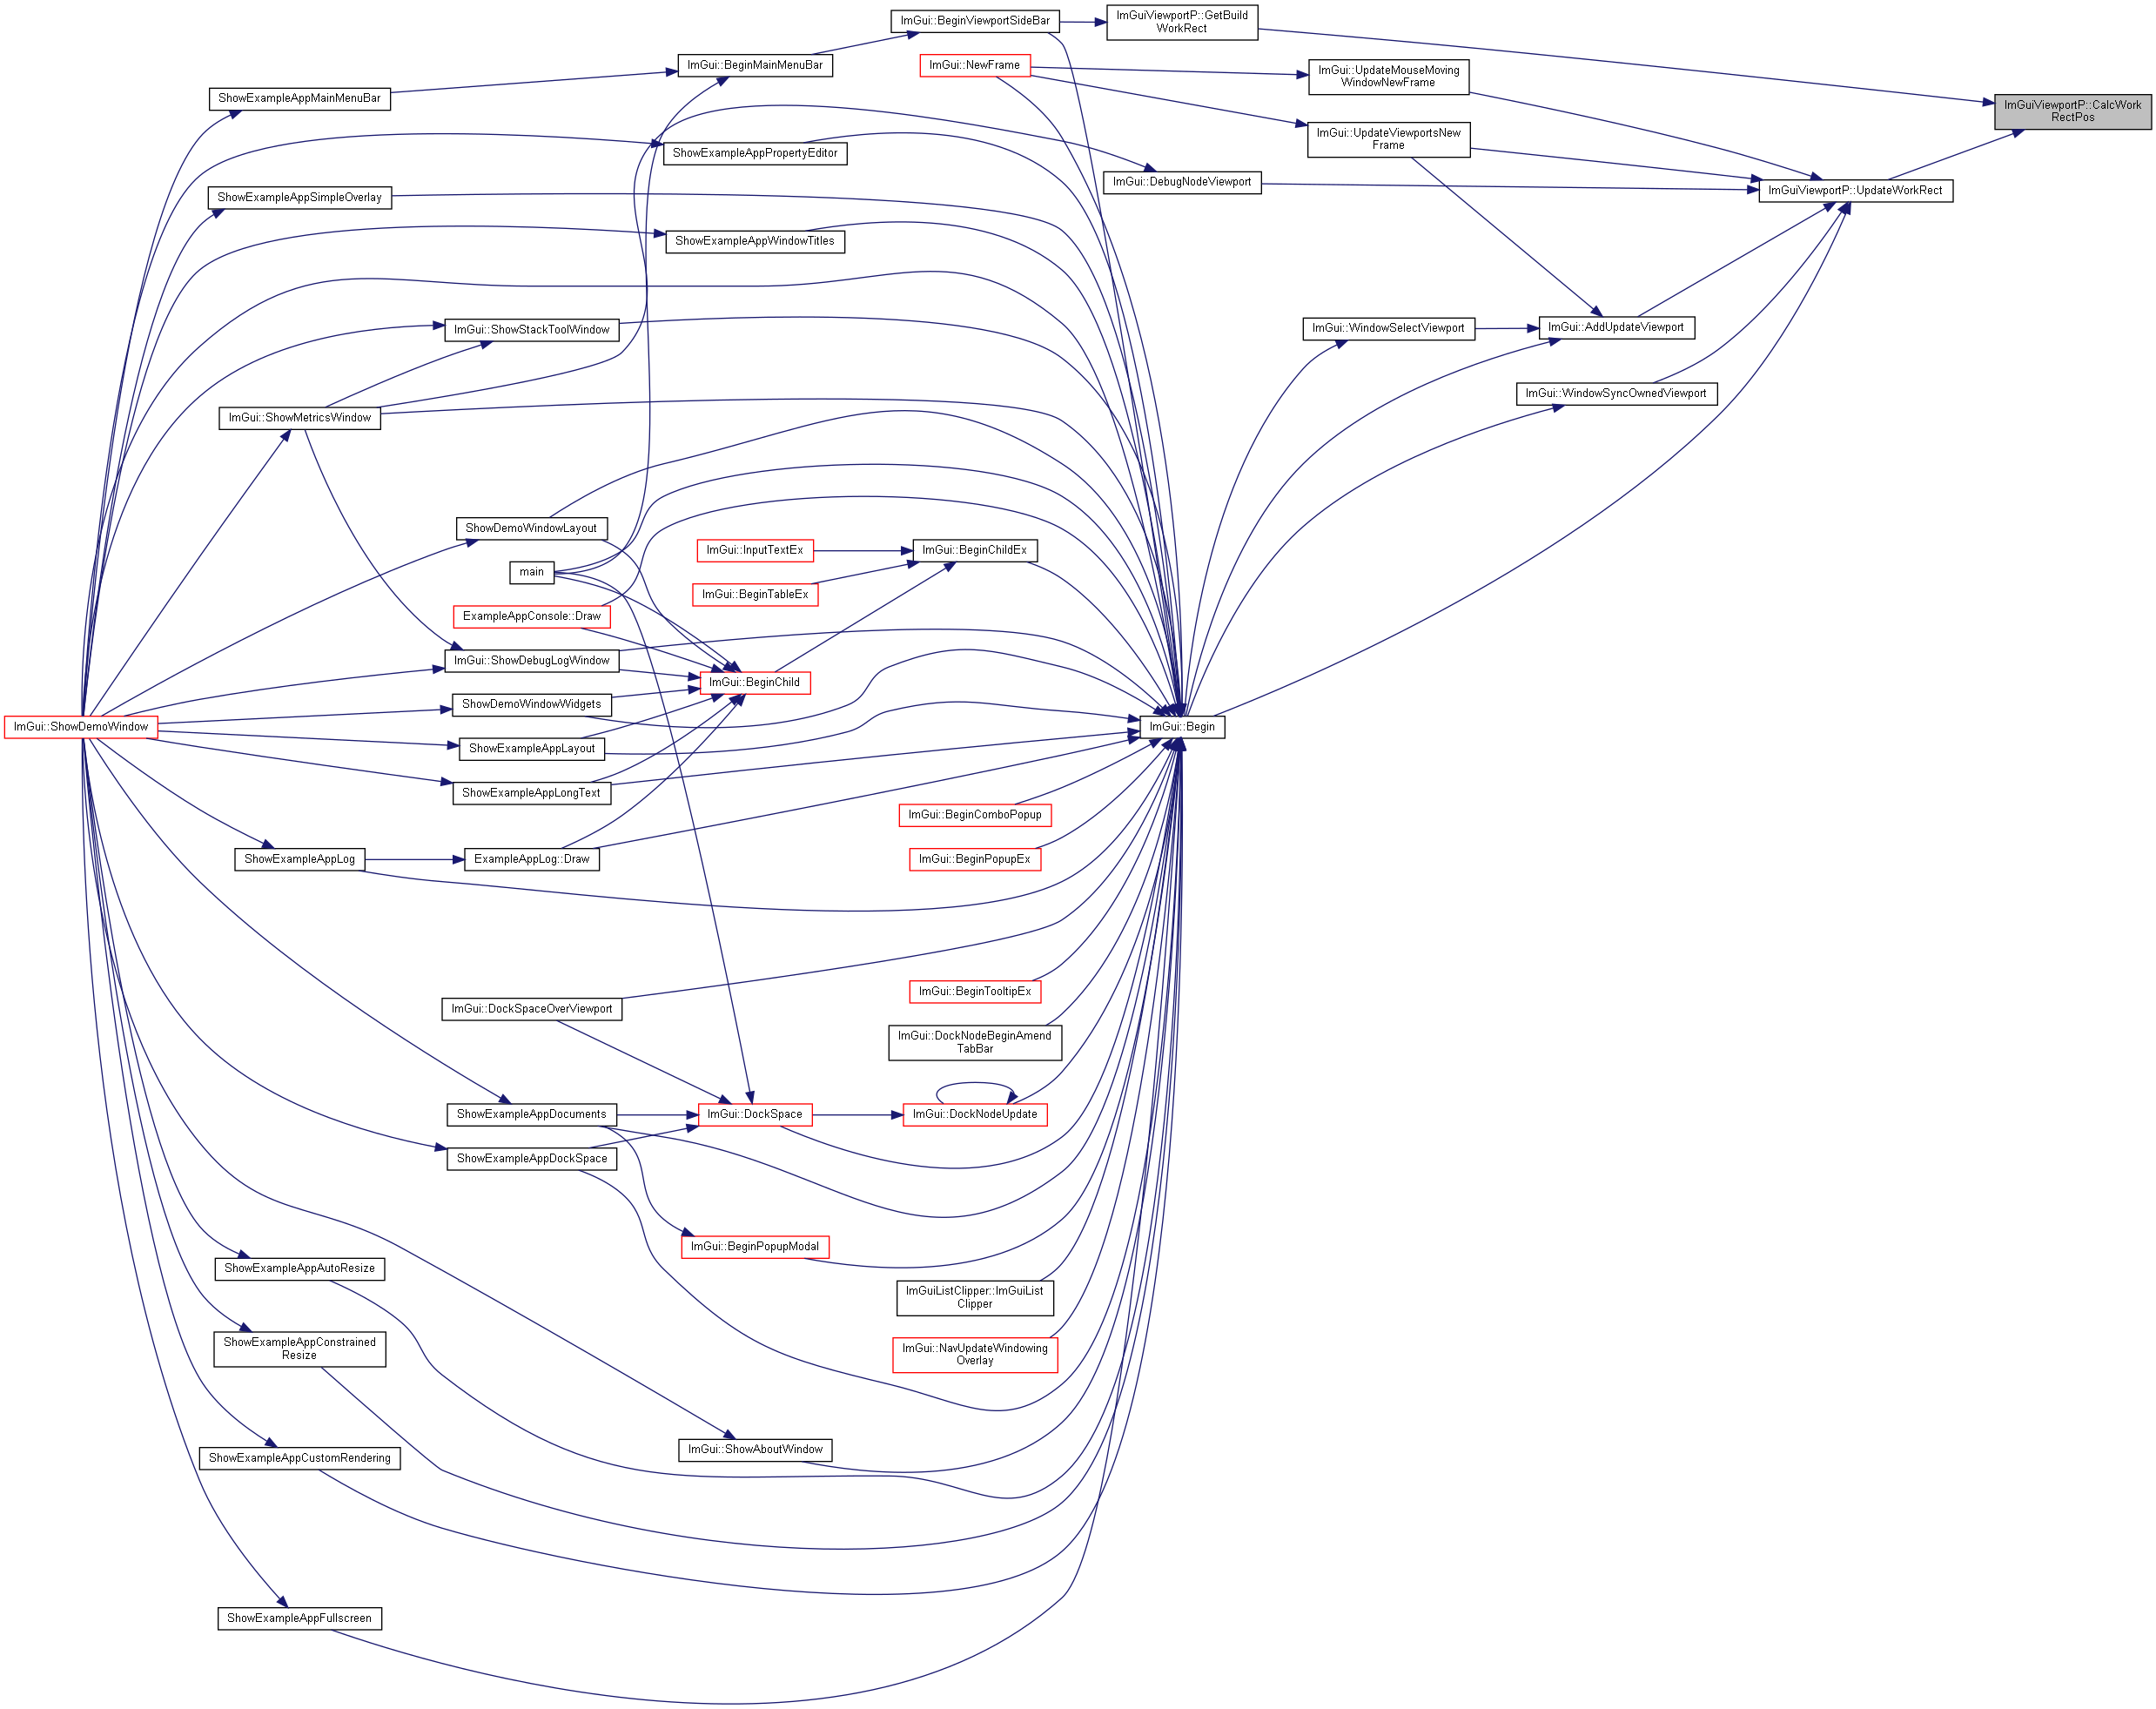 ImGui::BeginViewportSideBar
ImGuiViewportP::GetBuild
WorkRect
ImGui::BeginMainMenuBar
ImGui::NewFrame
ImGui::UpdateMouseMoving
WindowNewFrame
ShowExampleAppMainMenuBar
ImGuiViewportP::CalcWork
RectPos
ImGui::UpdateViewportsNew
Frame
ShowExampleAppPropertyEditor
ImGui::DebugNodeViewport
ImGuiViewportP::UpdateWorkRect
ShowExampleAppSimpleOverlay
ShowExampleAppWindowTitles
ImGui::ShowStackToolWindow
ImGui::WindowSelectViewport
ImGui::AddUpdateViewport
ImGui::WindowSyncOwnedViewport
ImGui::ShowMetricsWindow
ShowDemoWindowLayout
ImGui::InputTextEx
ImGui::BeginChildEx
main
ImGui::BeginTableEx
ExampleAppConsole::Draw
ImGui::ShowDebugLogWindow
ImGui::BeginChild
ShowDemoWindowWidgets
ImGui::ShowDemoWindow
ImGui::Begin
ShowExampleAppLayout
ShowExampleAppLongText
ImGui::BeginComboPopup
ShowExampleAppLog
ExampleAppLog::Draw
ImGui::BeginPopupEx
ImGui::BeginTooltipEx
ImGui::DockSpaceOverViewport
ImGui::DockNodeBeginAmend
TabBar
ShowExampleAppDocuments
ImGui::DockSpace
ImGui::DockNodeUpdate
ShowExampleAppDockSpace
ImGui::BeginPopupModal
ShowExampleAppAutoResize
ImGuiListClipper::ImGuiList
Clipper
ShowExampleAppConstrained
Resize
ImGui::NavUpdateWindowing
Overlay
ImGui::ShowAboutWindow
ShowExampleAppCustomRendering
ShowExampleAppFullscreen